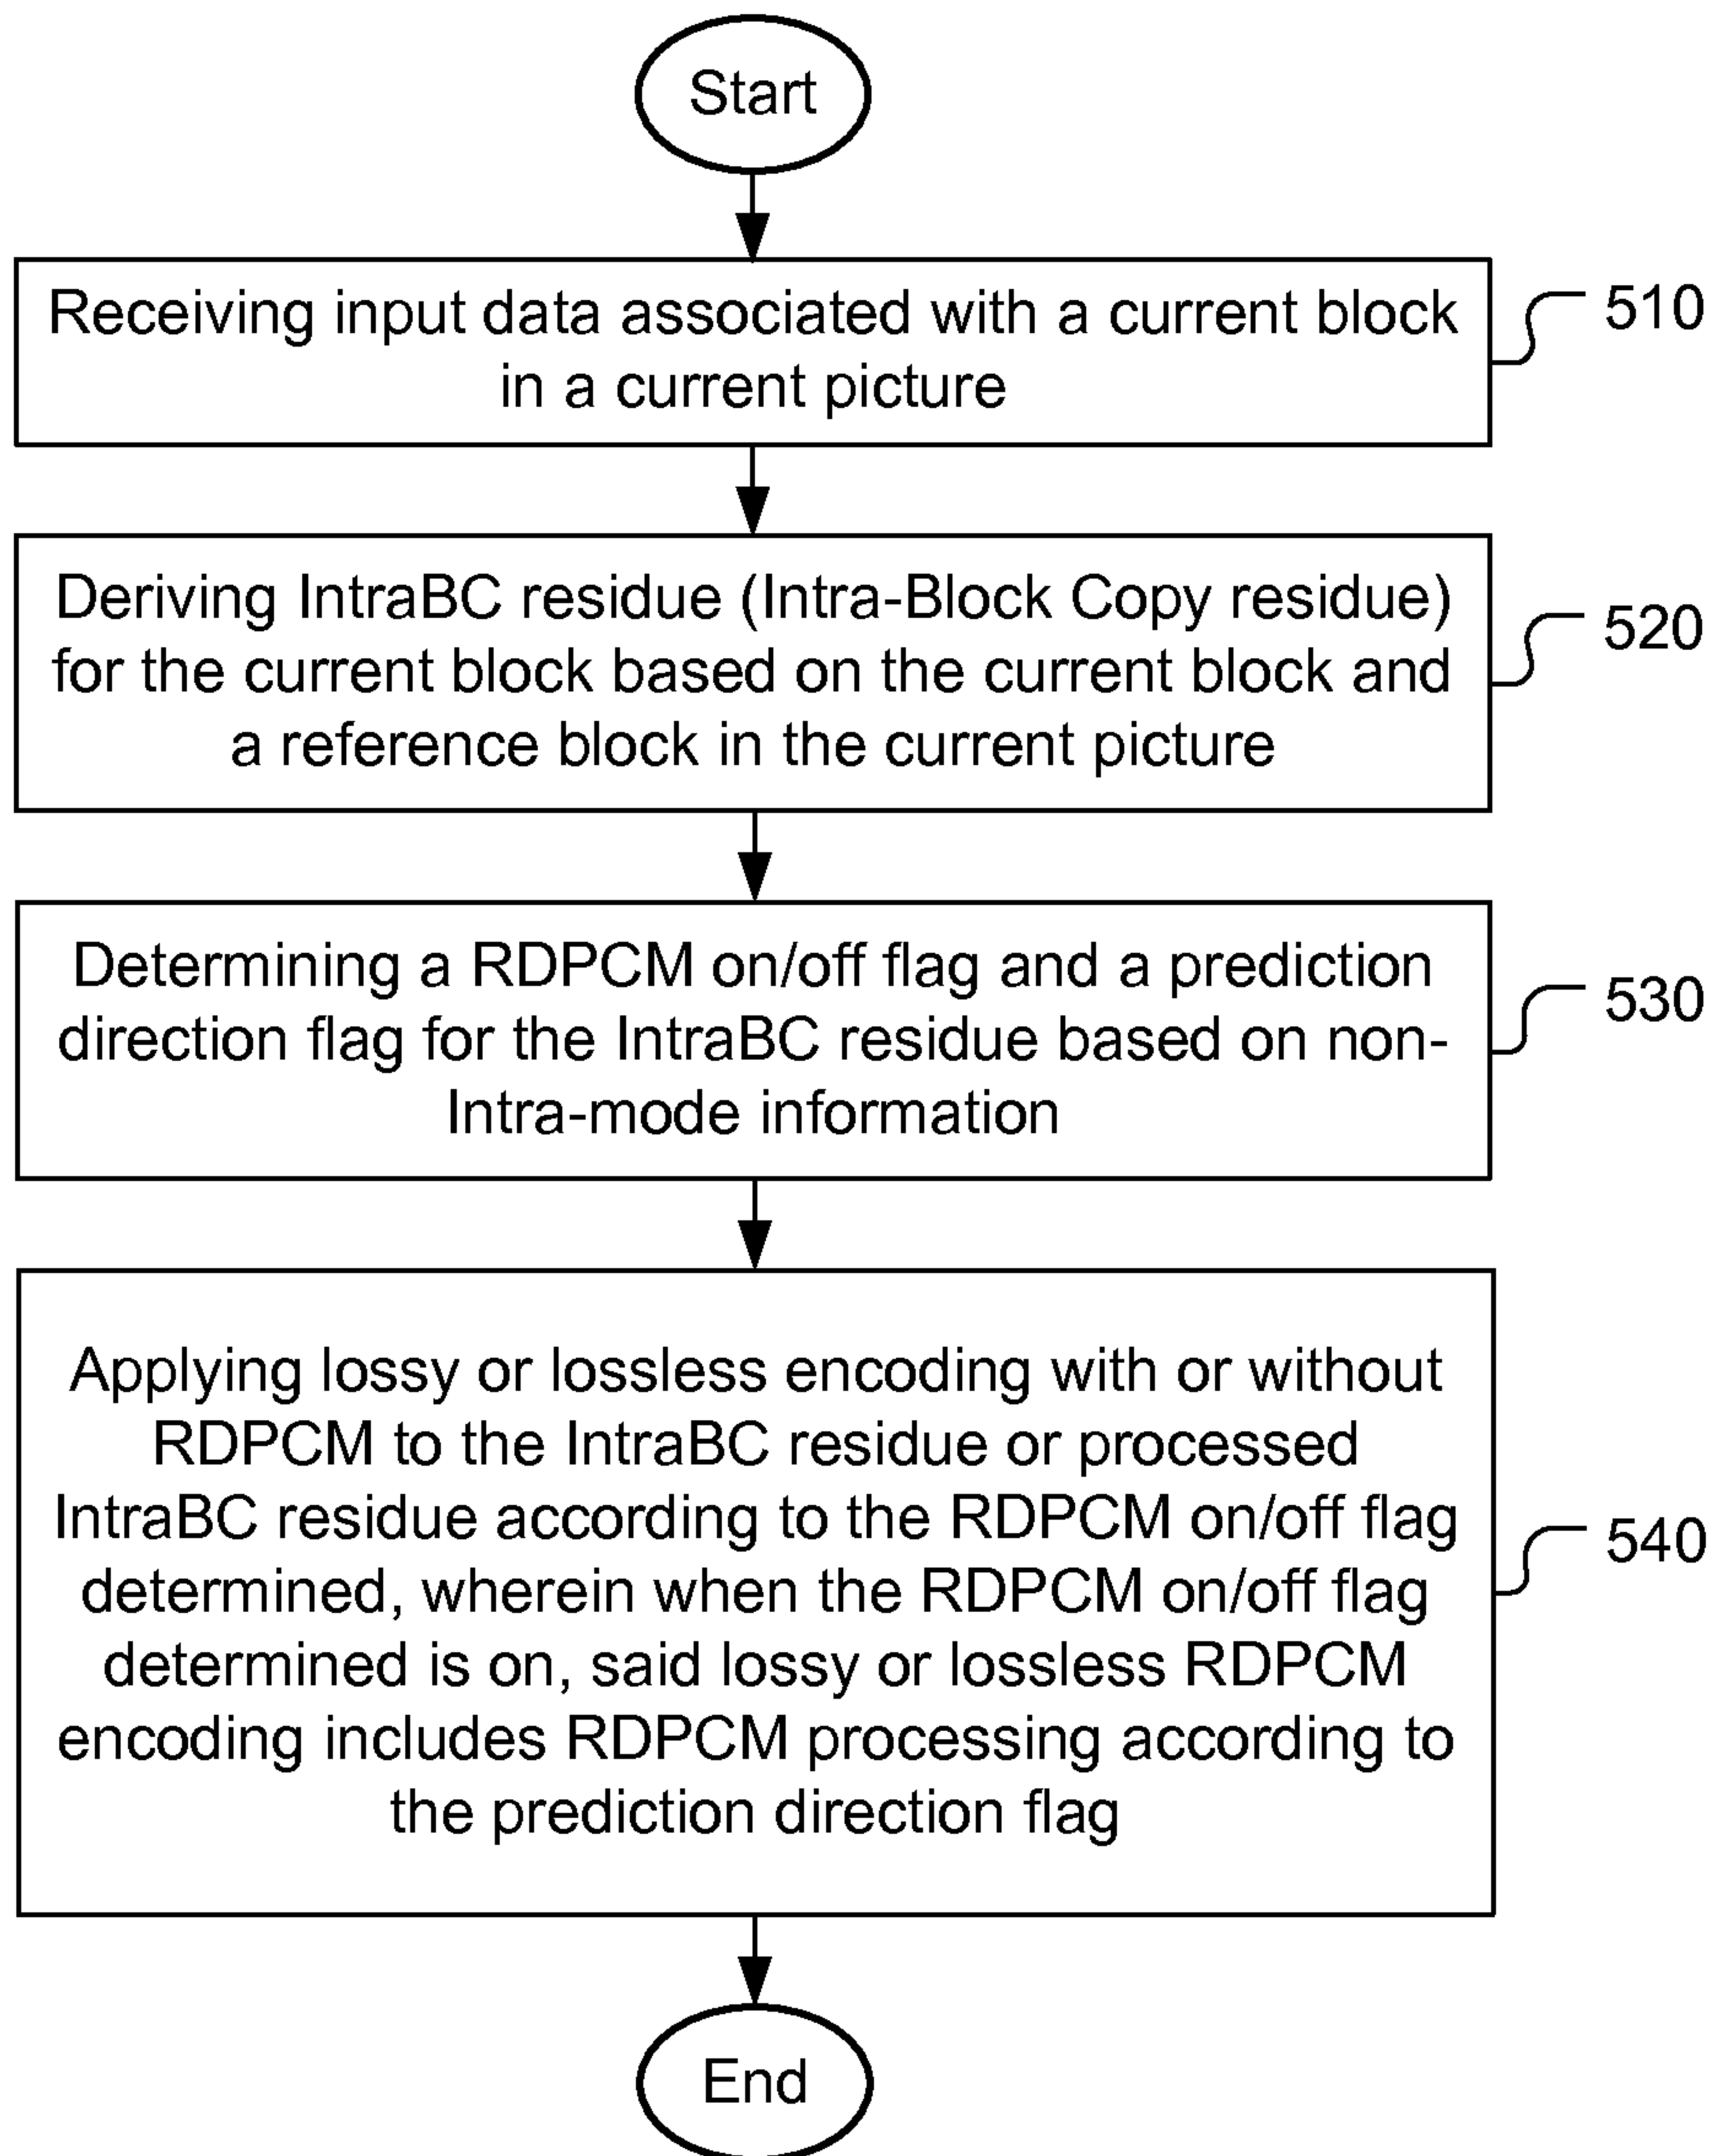 Start
Receiving input data associated with a current block
in a current picture
510
Deriving IntraBC residue (Intra-Block Copy residue)
for the current block based on the current block and
a reference block in the current picture
520
Determining a RDPCM on/off flag and a prediction
direction flag for the IntraBC residue based on non-
Intra-mode information
530
Applying lossy or lossless encoding with or without
RDPCM to the IntraBC residue or processed
IntraBC residue according to the RDPCM on/off flag
determined, wherein when the RDPCM on/off flag
determined is on, said lossy or lossless RDPCM
encoding includes RDPCM processing according to
the prediction direction flag
540
End